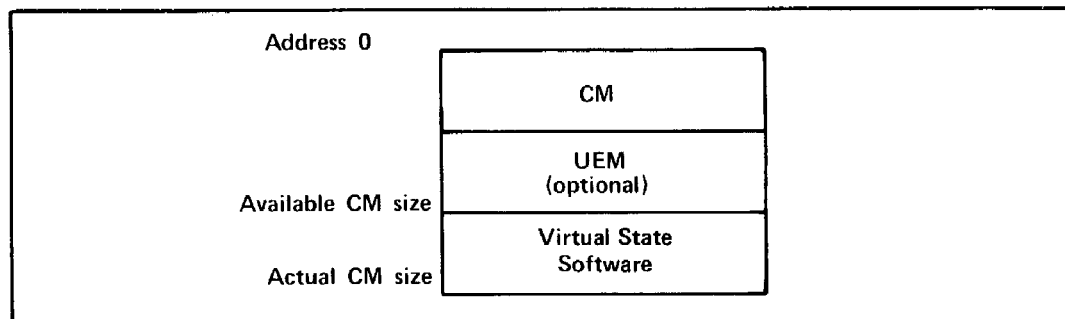 Address 0
CM
UEM
(optional)
Available CM size
Virtual State
Software
Actual CM size